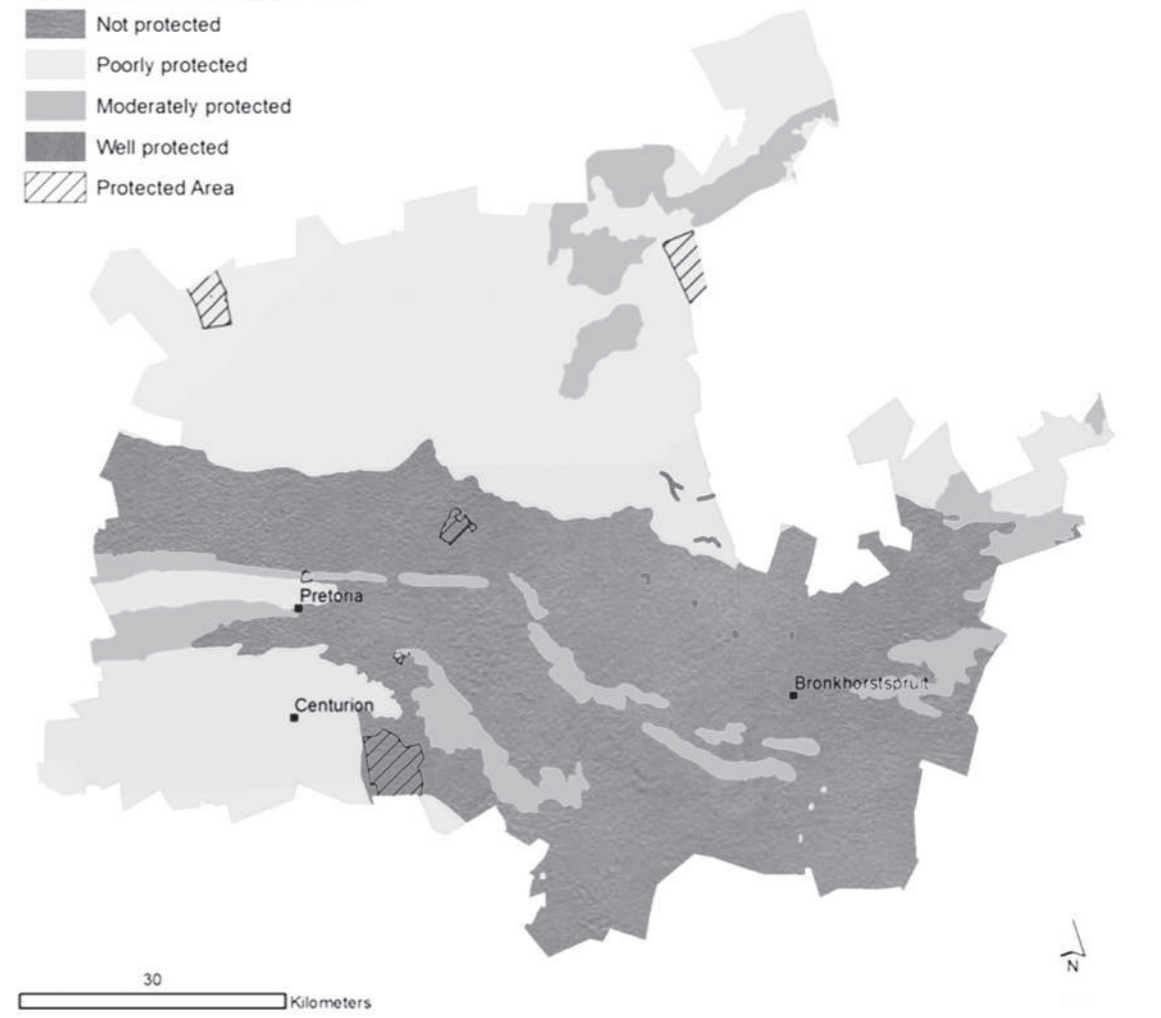 Not protected
Poorly protected
Moderately protected
Well protected
Protected Area
Pretoria
Bronkhorstspruit
Centurion
N
30
Kilometers